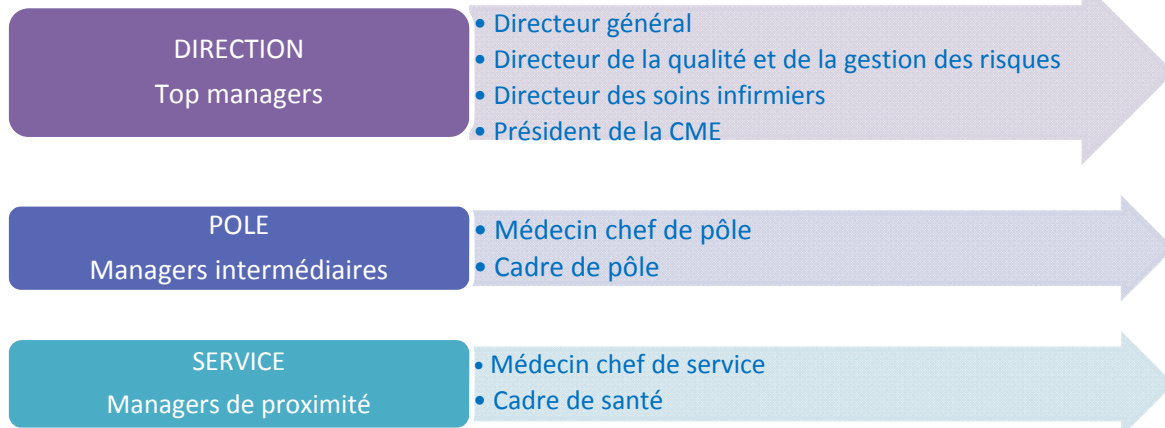 DIRECTION
Top managers
• Directeur général
• Directeur de la qualité et de la gestion des risques
• Directeur des soins infirmiers
• Président de la CME
POLE
Managers intermédiaires
• Médecin chef de pôle
• Cadre de pôle
SERVICE
Managers de proximité
• Médecin chef de service
• Cadre de santé